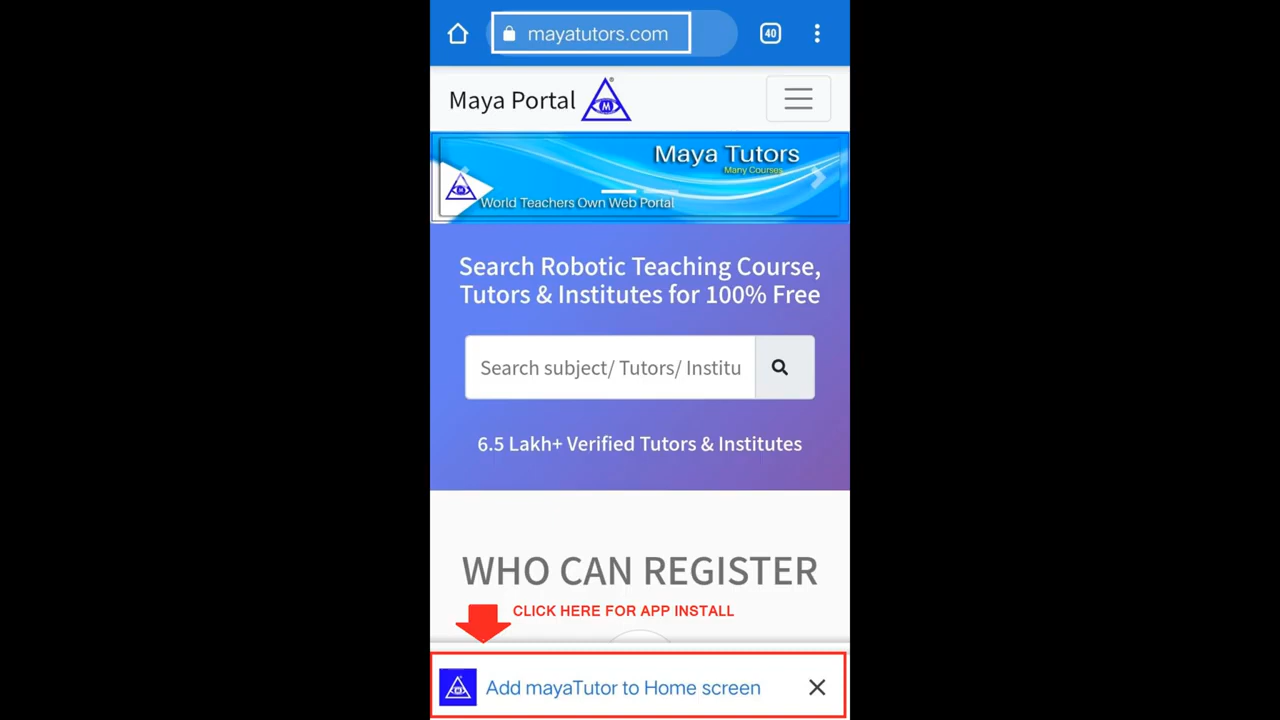 mayatutors.com
40
Maya Portal
M
Maya Tutors
Many Courses
World Teachers Own Web Portal
Search Robotic Teaching Course,
Tutors & Institutes for 100% Free
Search subject/ Tutors/ Institu
6.5 Lakh+ Verified Tutors & Institutes
WHO CAN REGISTER
CLICK HERE FOR APP INSTALL
Add mayaTutor to Home screen